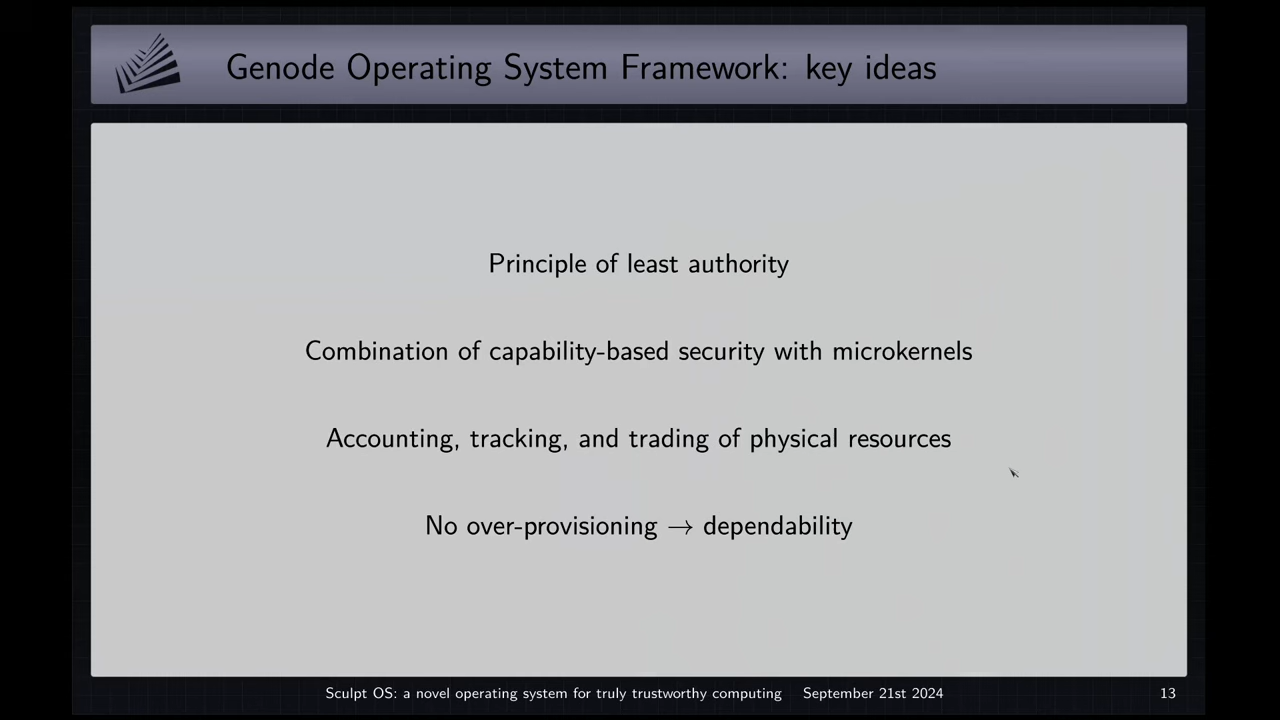 Genode Operating System Framework: key ideas
Principle of least authority
Combination of capability-based security with microkernels
Accounting, tracking, and trading of physical resources
No over-provisioning → dependability
Sculpt OS: a novel operating system for truly trustworthy computing September 21st 2024 13